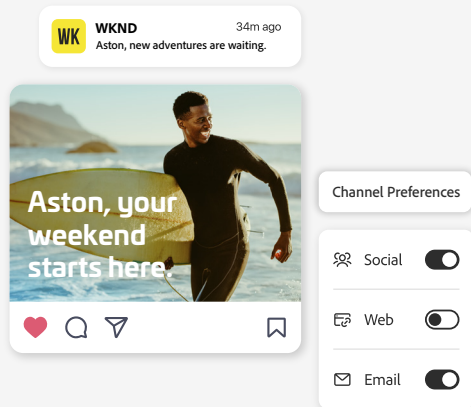 WK
WKND
34m ago
Aston, new adventures are waiting.
Aston, your
weekend
starts here.
Channel Preferences
Social
Web
Email